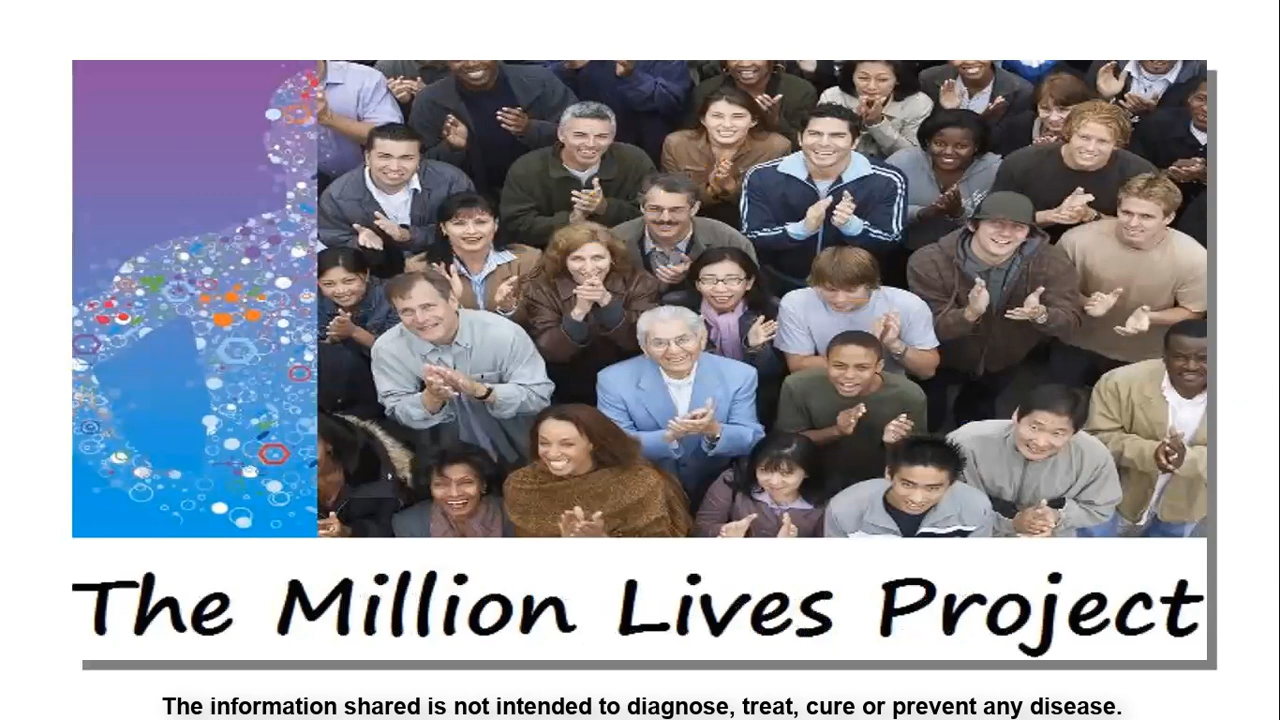 The Million Lives Project
The information shared is not intended to diagnose, treat, cure or prevent any disease.